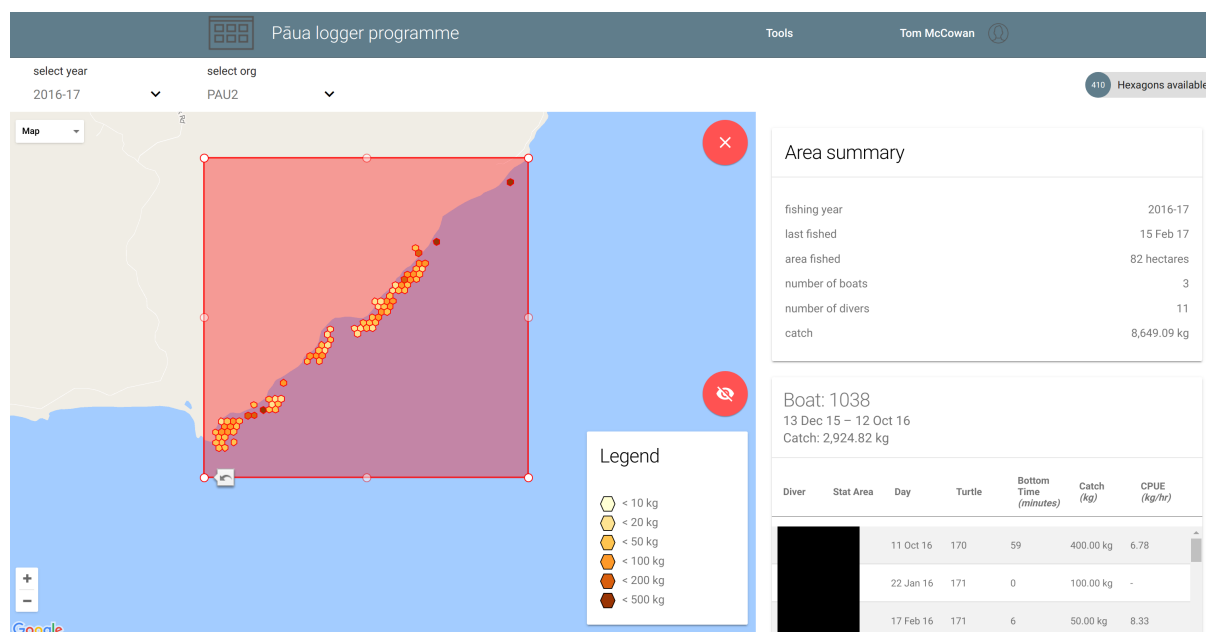 Pāua logger programme
Tools
Tom McCowan
select year
select org
2016-17
PAU2
410
Hexagons available
Map
Area summary
fishing year 2016-17
last fished 15 Feb 17
area fished 82 hectares
number of boats 3
number of divers 11
catch 8,649.09 kg
Boat: 1038
13 Dec 15 – 12 Oct 16
Catch: 2,924.82 kg
Diver Stat Area Day Turtle Bottom Time (minutes) Catch (kg) CPUE (kg/hr)
11 Oct 16 170 59 400.00 kg 6.78
22 Jan 16 171 0 100.00 kg -
17 Feb 16 171 6 50.00 kg 8.33
Legend
< 10 kg
< 20 kg
< 50 kg
< 100 kg
< 200 kg
< 500 kg
+
−
Google